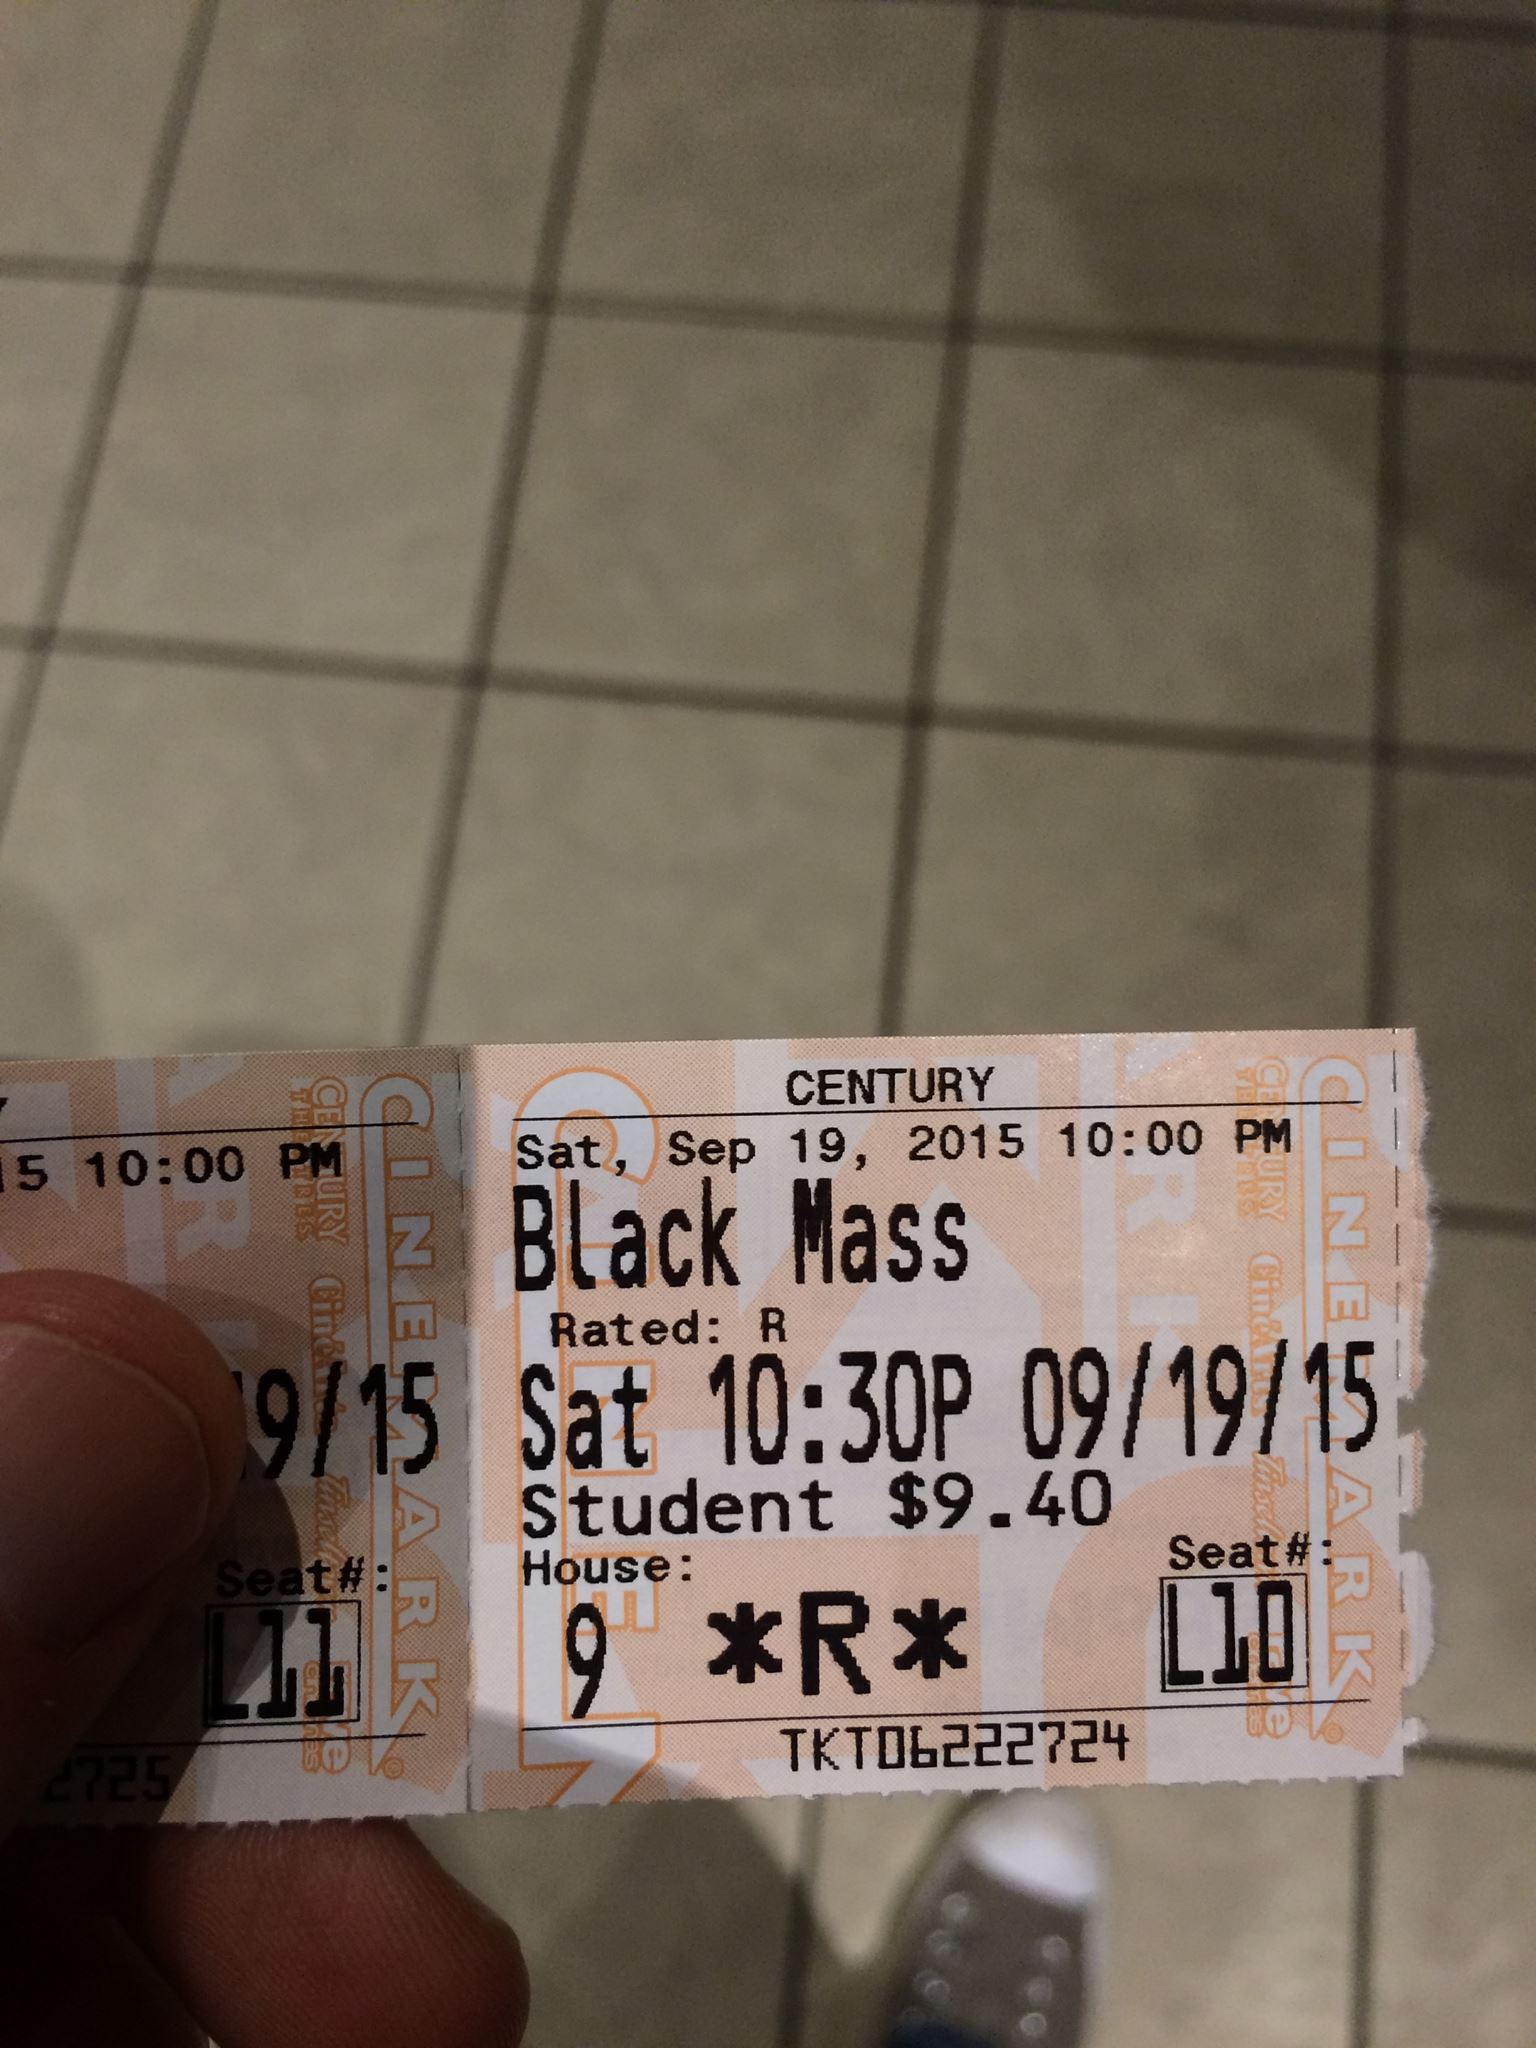 15 10:00 PM
19/15
Seat#:
L11
2725
CINEMARK
CENTURY
Sat, Sep 19, 2015 10:00 PM
Black Mass
Rated: R
Sat 10:30P 09/19/15
Student $9.40
House:
Seat#:
9 *R* L10
TKT06222724
CINEMARK